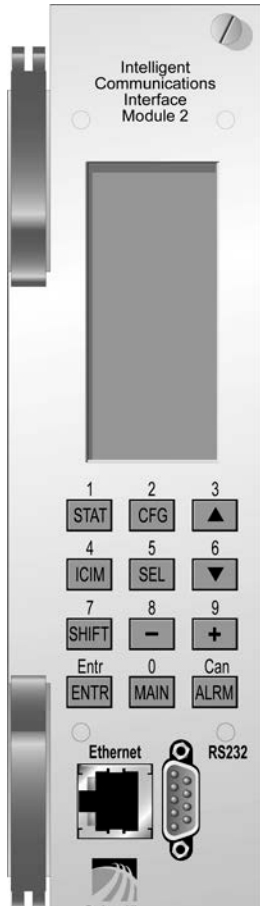 Intelligent
Communications
Interface
Module 2
1 2 3
STAT CFG ▲
4 5 6
ICIM SEL ▼
7 8 9
SHIFT − +
Entr 0 Can
ENTR MAIN ALRM
Ethernet RS232